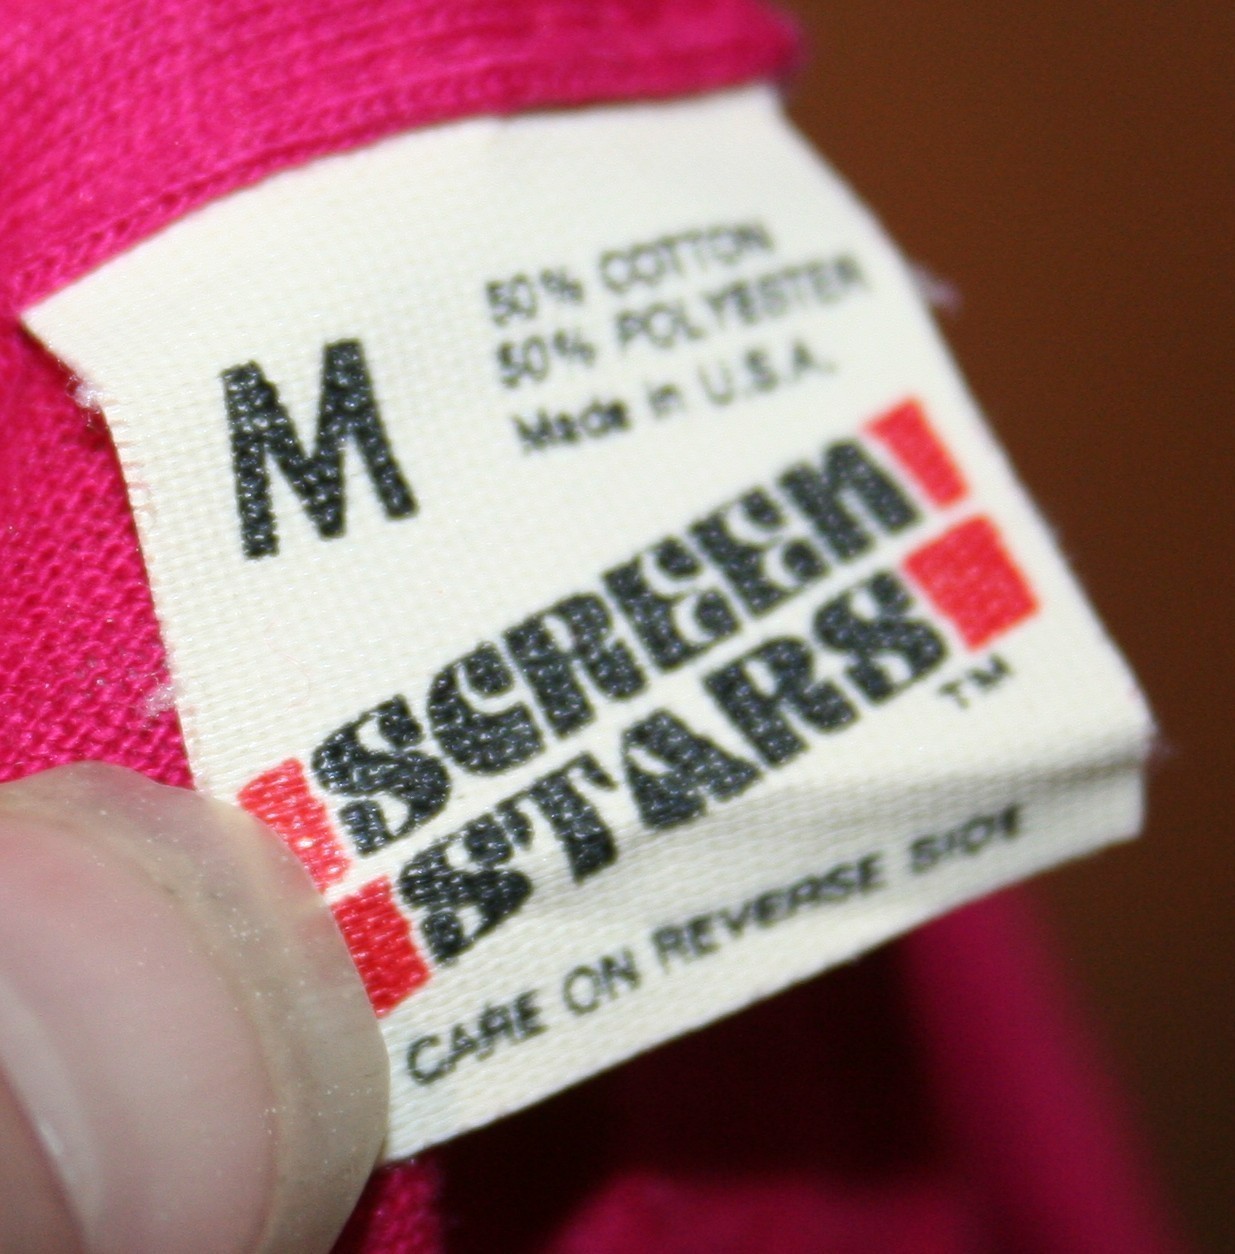 M
50% COTTON
50% POLYESTER
Made in U.S.A.
SCREEN
STARS
TM
CARE ON REVERSE SIDE